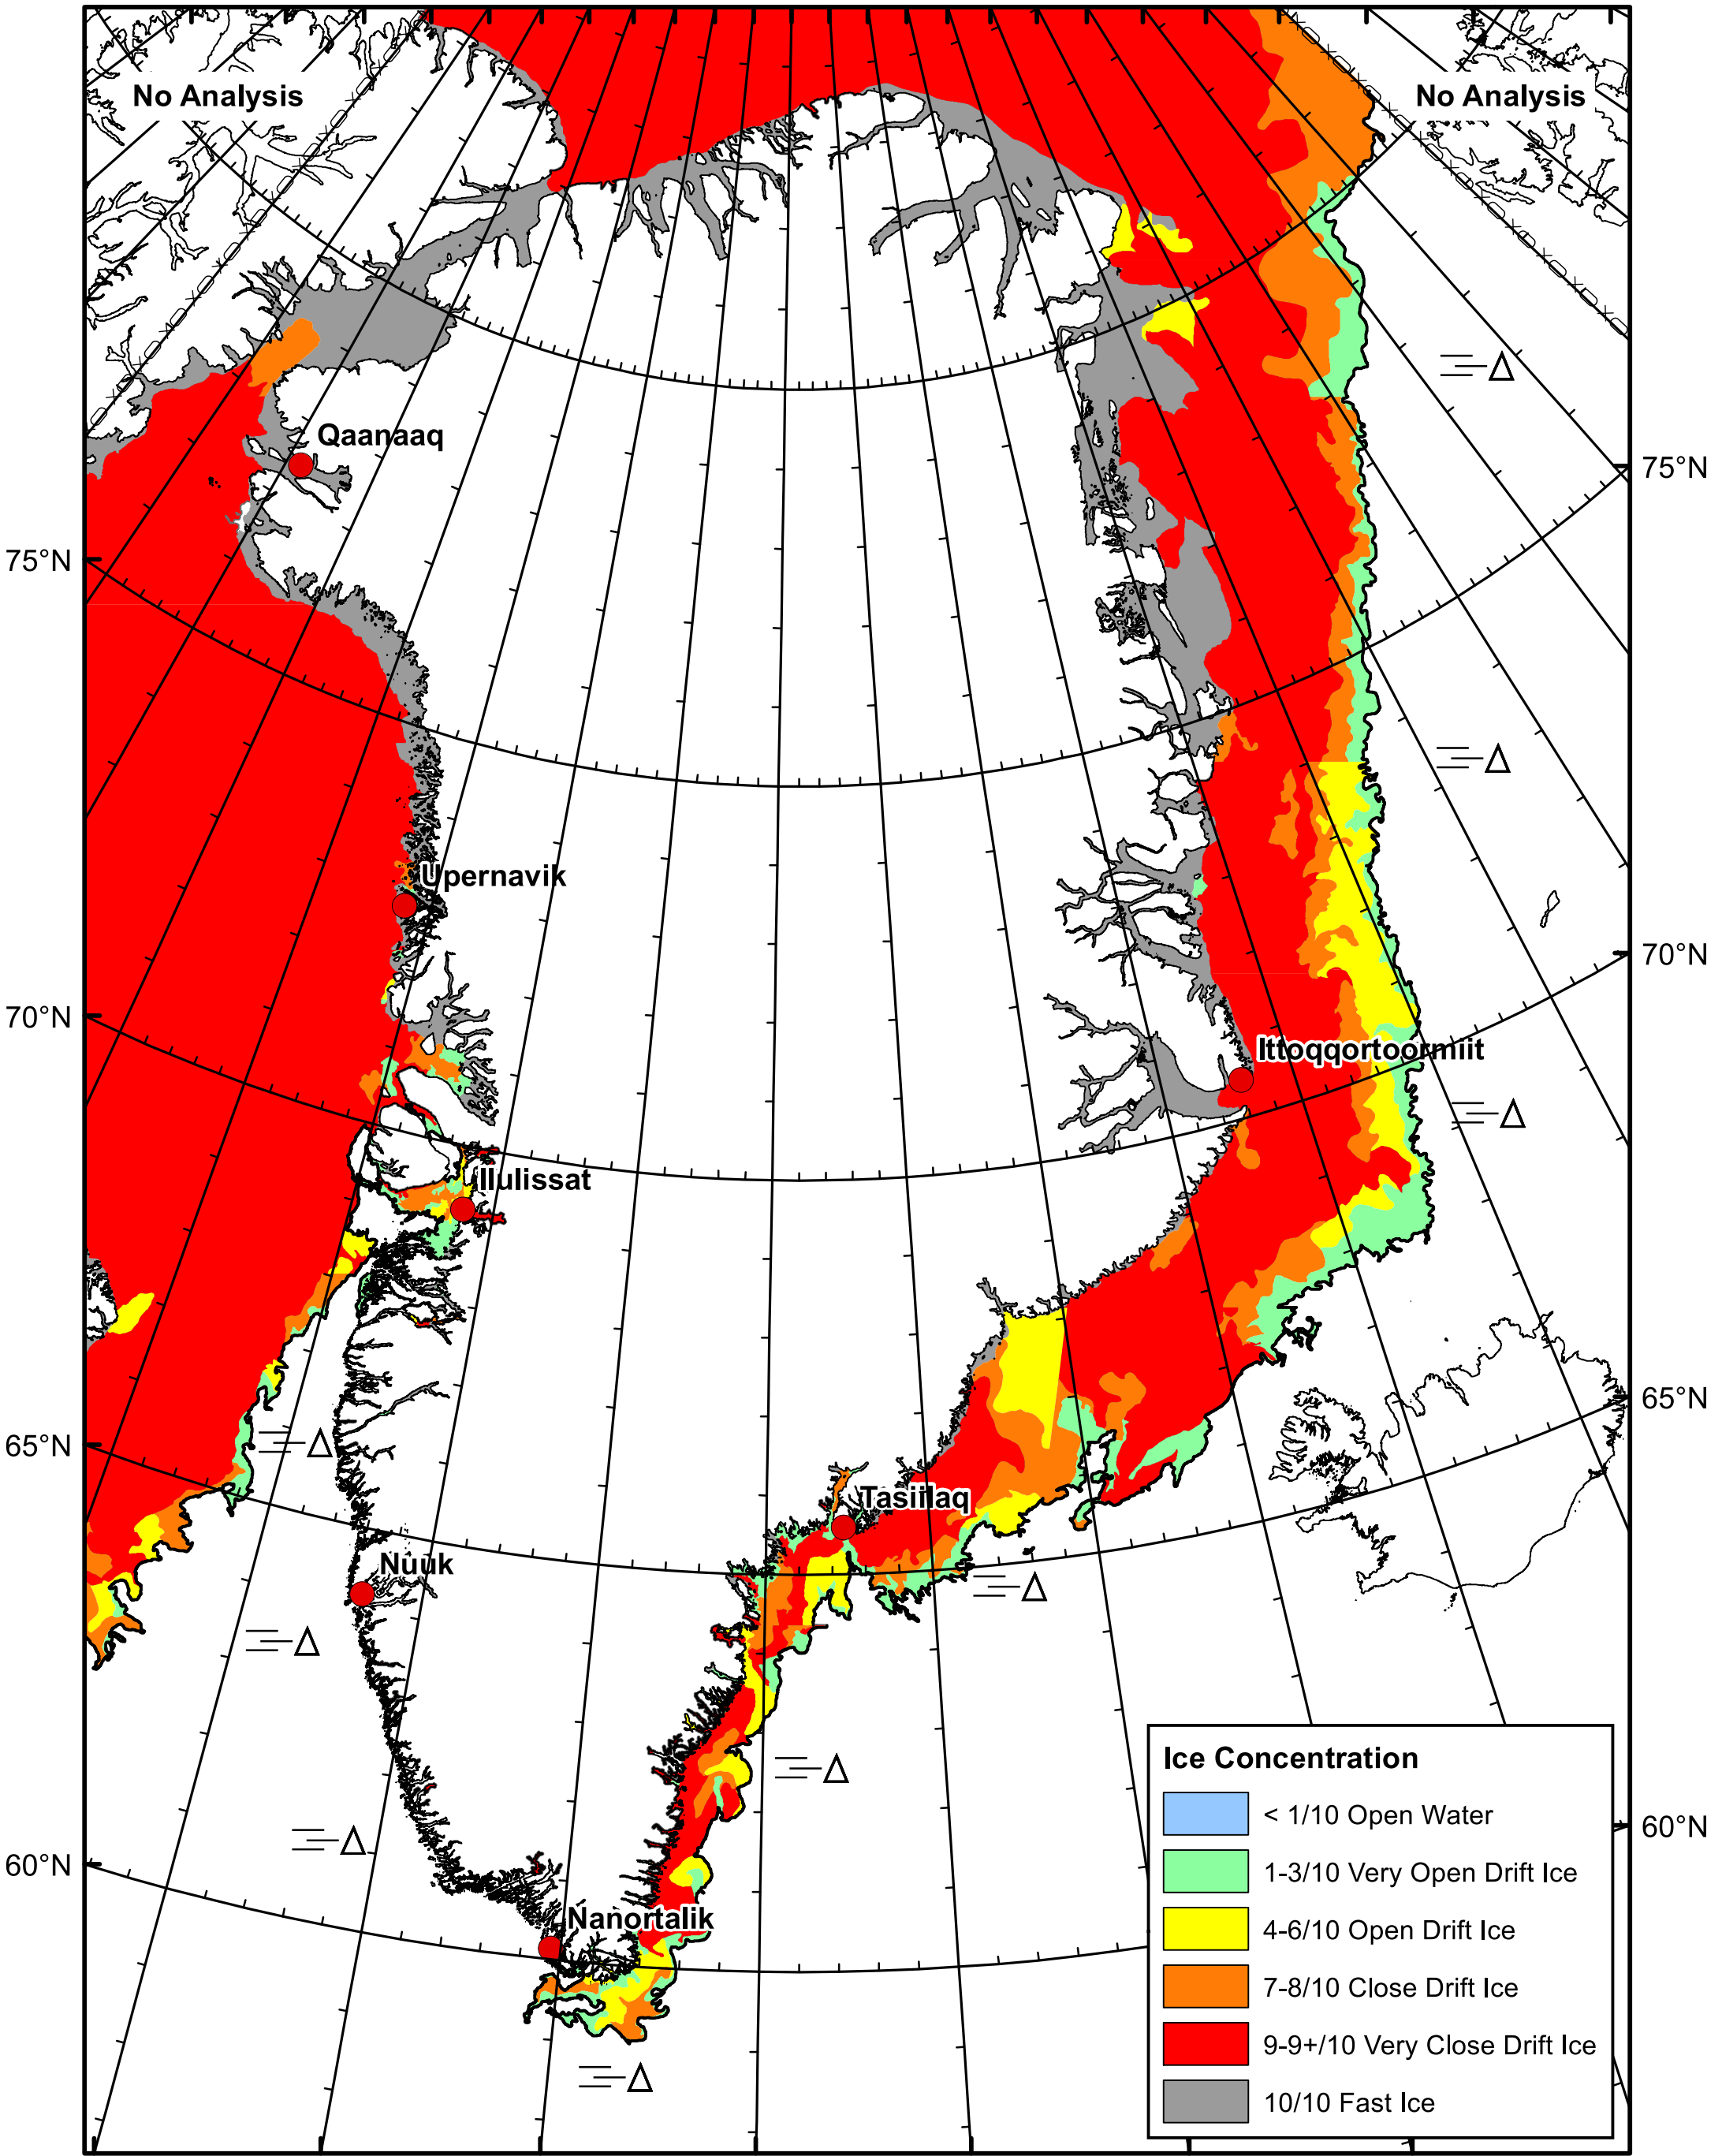 No Analysis
No Analysis
Qaanaaq
75°N
75°N
Upernavik
70°N
70°N
Ittoqqortoormiit
Ilulissat
65°N
65°N
Tasiilaq
Nuuk
60°N
60°N
Nanortalik
Ice Concentration
< 1/10 Open Water
1-3/10 Very Open Drift Ice
4-6/10 Open Drift Ice
7-8/10 Close Drift Ice
9-9+/10 Very Close Drift Ice
10/10 Fast Ice